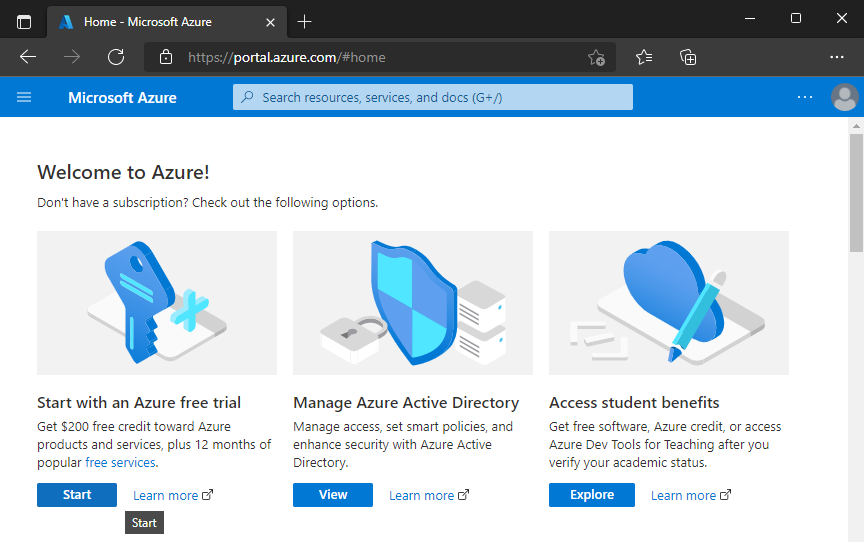 Home - Microsoft Azure
https://portal.azure.com/#home
Microsoft Azure
Search resources, services, and docs (G+/)
Welcome to Azure!
Don't have a subscription? Check out the following options.
Start with an Azure free trial
Get $200 free credit toward Azure
products and services, plus 12 months of
popular free services.
Start
Learn more
Start
Manage Azure Active Directory
Manage access, set smart policies, and
enhance security with Azure Active
Directory.
View
Learn more
Access student benefits
Get free software, Azure credit, or access
Azure Dev Tools for Teaching after you
verify your academic status.
Explore
Learn more